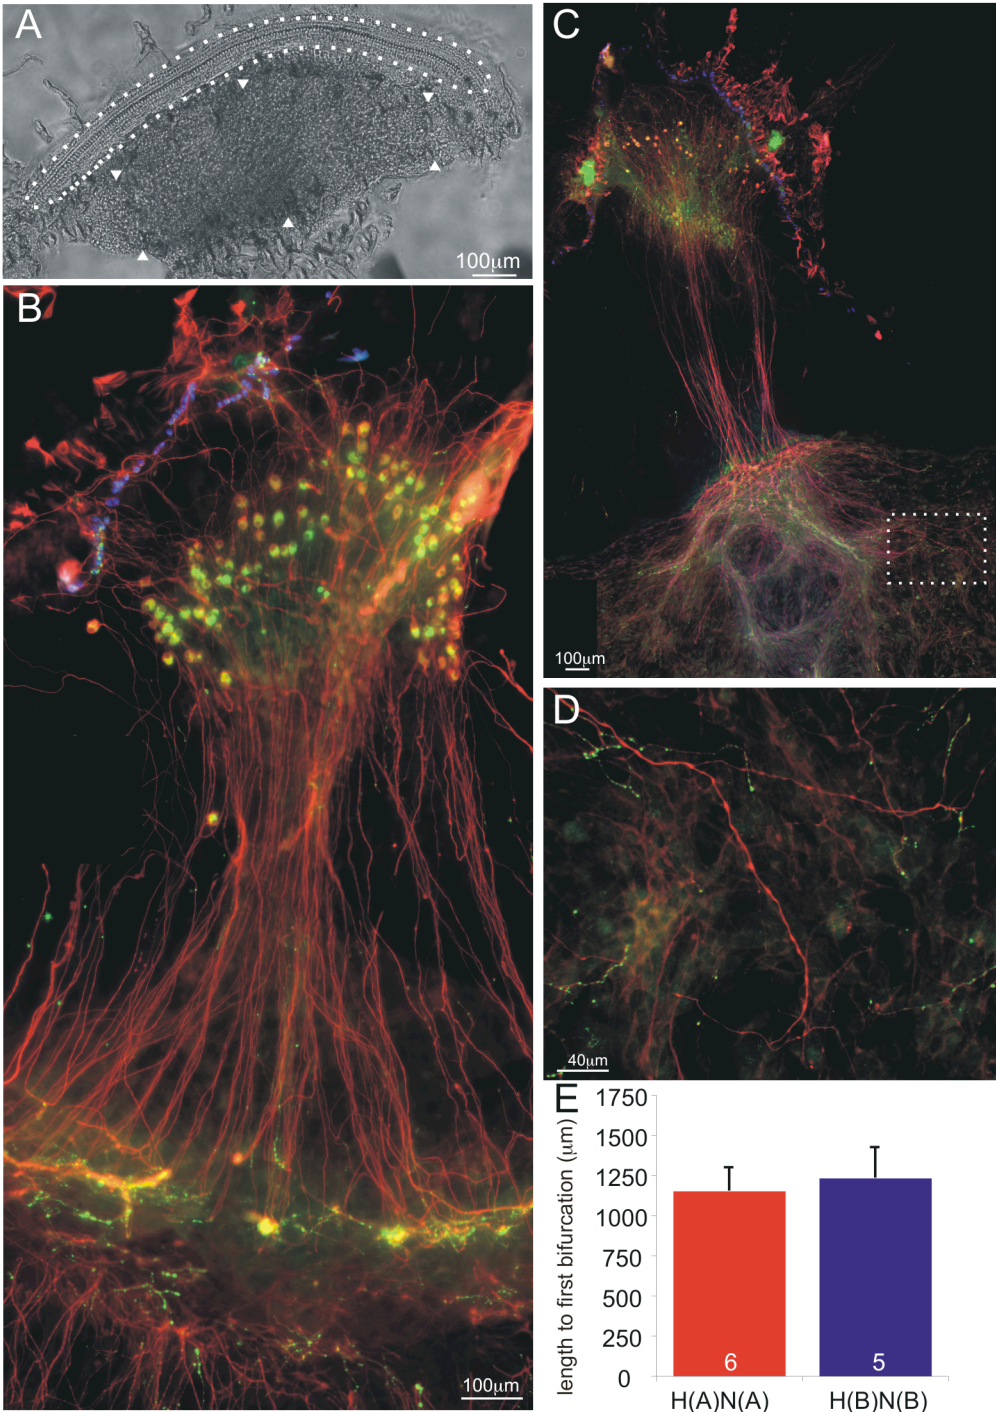 A
100μm
B
100μm
C
100μm
D
40μm
E
length to first bifurcation (μm)
1750
1500
1250
1000
750
500
250
0
6
5
H(A)N(A)
H(B)N(B)